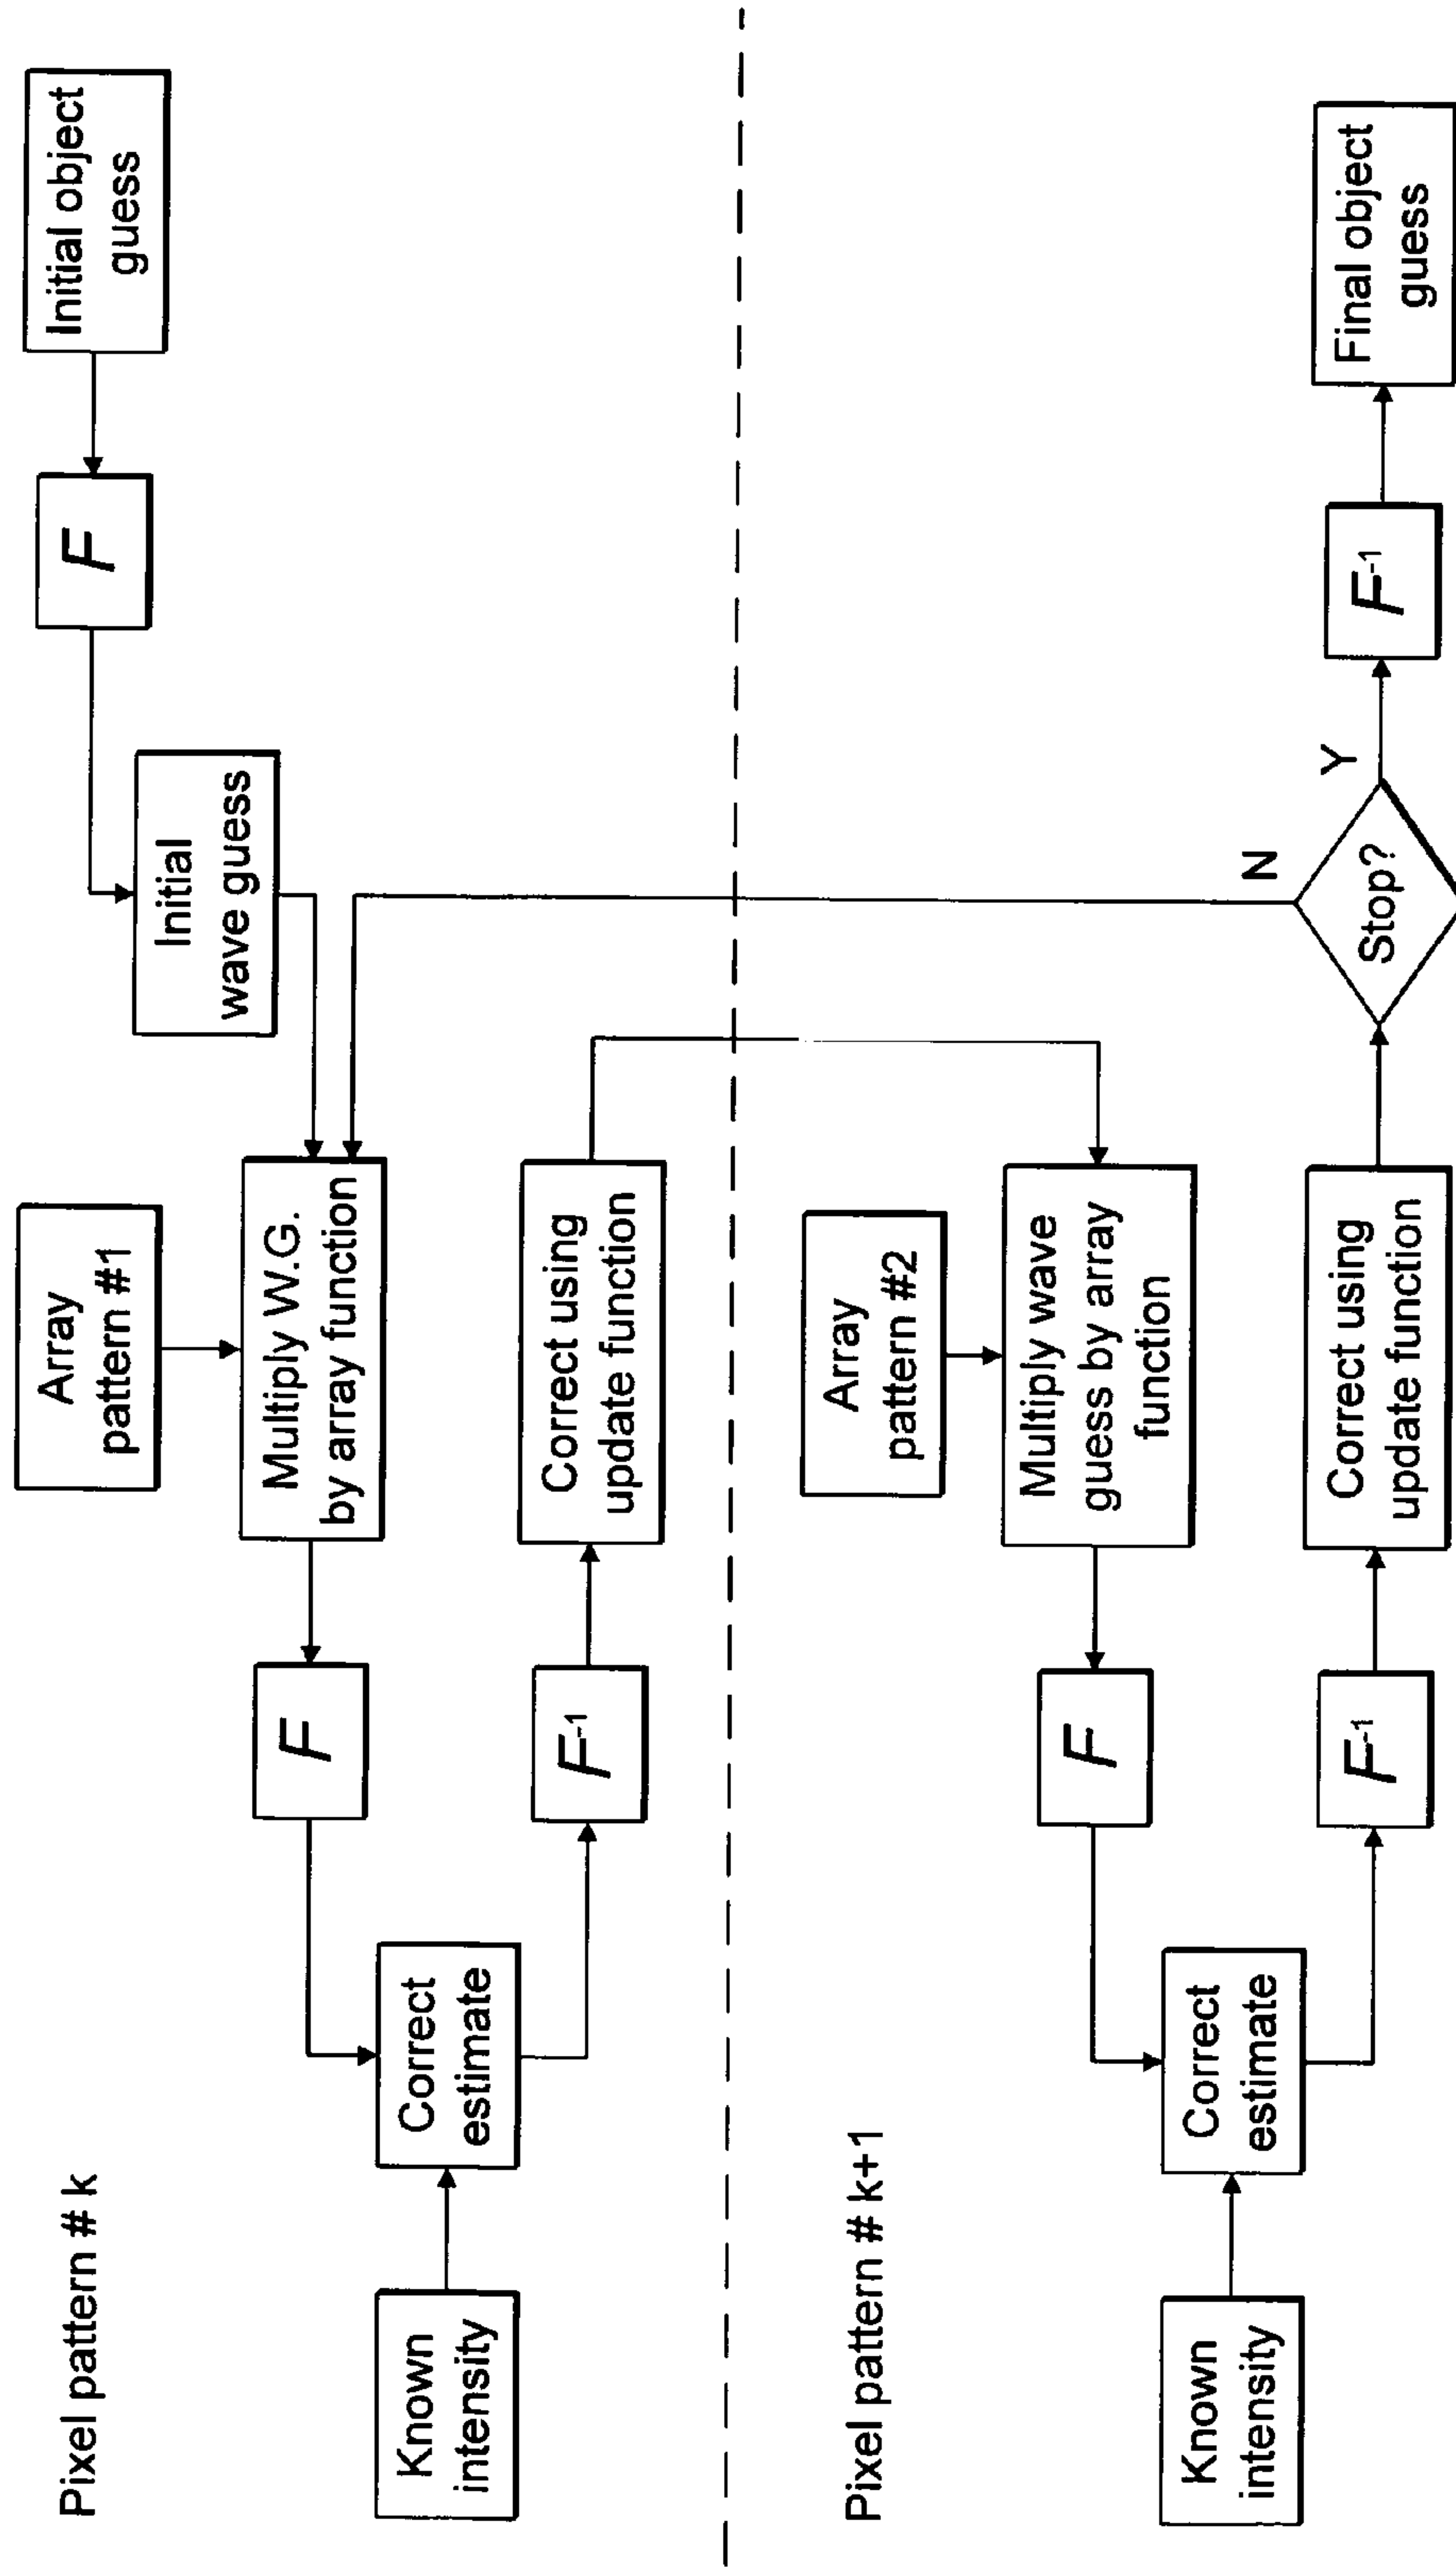 Pixel pattern # k
Array
pattern #1
Initial object
guess
F
Initial
wave guess
Multiply W.G.
by array function
F
Known
intensity
Correct
estimate
F-1
Correct using
update function
Pixel pattern # k+1
Array
pattern #2
Multiply wave
guess by array
function
F
Known
intensity
Correct
estimate
F-1
Correct using
update function
Stop?
N
Y
F-1
Final object
guess